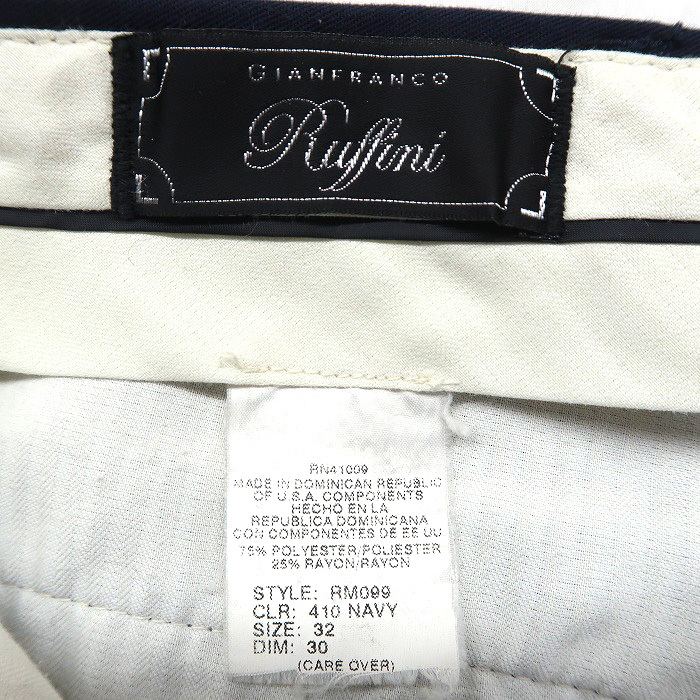 GIANFRANCO
Ruffini
RN41009
MADE IN DOMINICAN REPUBLIC
OF U.S.A. COMPONENTS
HECHO EN LA
REPUBLICA DOMINICANA
CON COMPONENTES DE EE UU
75% POLYESTER/POLIESTER
25% RAYON/RAYON
STYLE: RM099
CLR: 410 NAVY
SIZE: 32
DIM: 30
(CARE OVER)